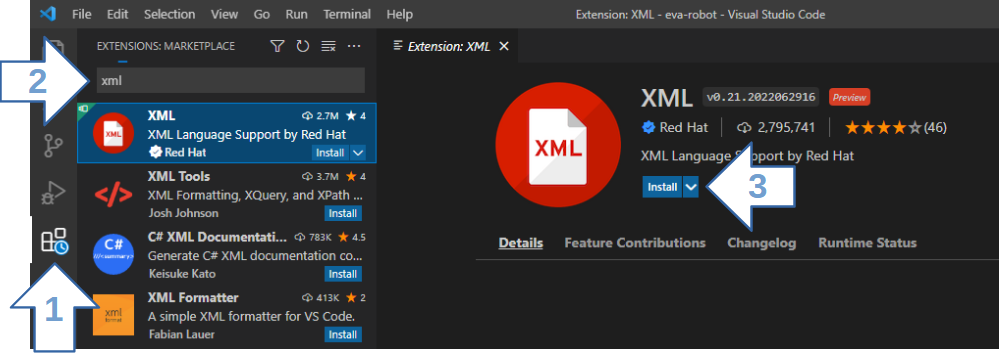 File Edit Selection View Go Run Terminal Help
Extension: XML - eva-robot - Visual Studio Code
EXTENSIONS: MARKETPLACE
xml
XML 2.7M ★ 4
XML Language Support by Red Hat
Red Hat Install
XML Tools 3.7M ★ 4
XML Formatting, XQuery, and XPath ...
Josh Johnson Install
C#
///<summary>
C# XML Documentati... 783K ★ 4.5
Generate C# XML documentation co...
Keisuke Kato Install
xml
format
XML Formatter 413K ★ 2
A simple XML formatter for VS Code.
Fabian Lauer Install
Extension: XML
XML
XML
XML v0.21.2022062916 Preview
Red Hat 2,795,741 ★★★★☆(46)
XML Language Support by Red Hat
Install
Details Feature Contributions Changelog Runtime Status
1
2
3